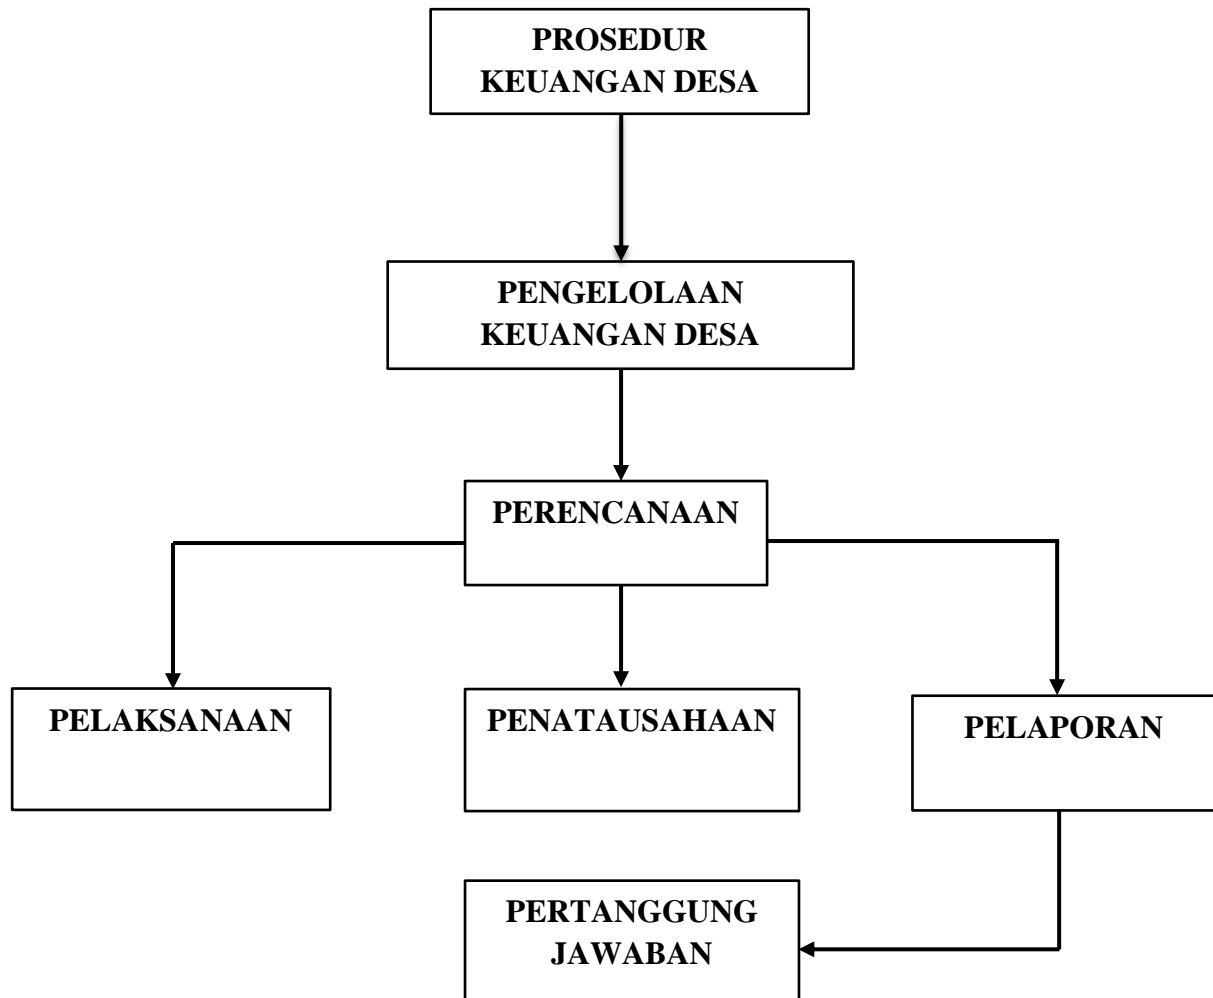 PROSEDUR
KEUANGAN DESA
PENGELOLAAN
KEUANGAN DESA
PERENCANAAN
PELAKSANAAN
PENATAUSAHAAN
PELAPORAN
PERTANGGUNG
JAWABAN